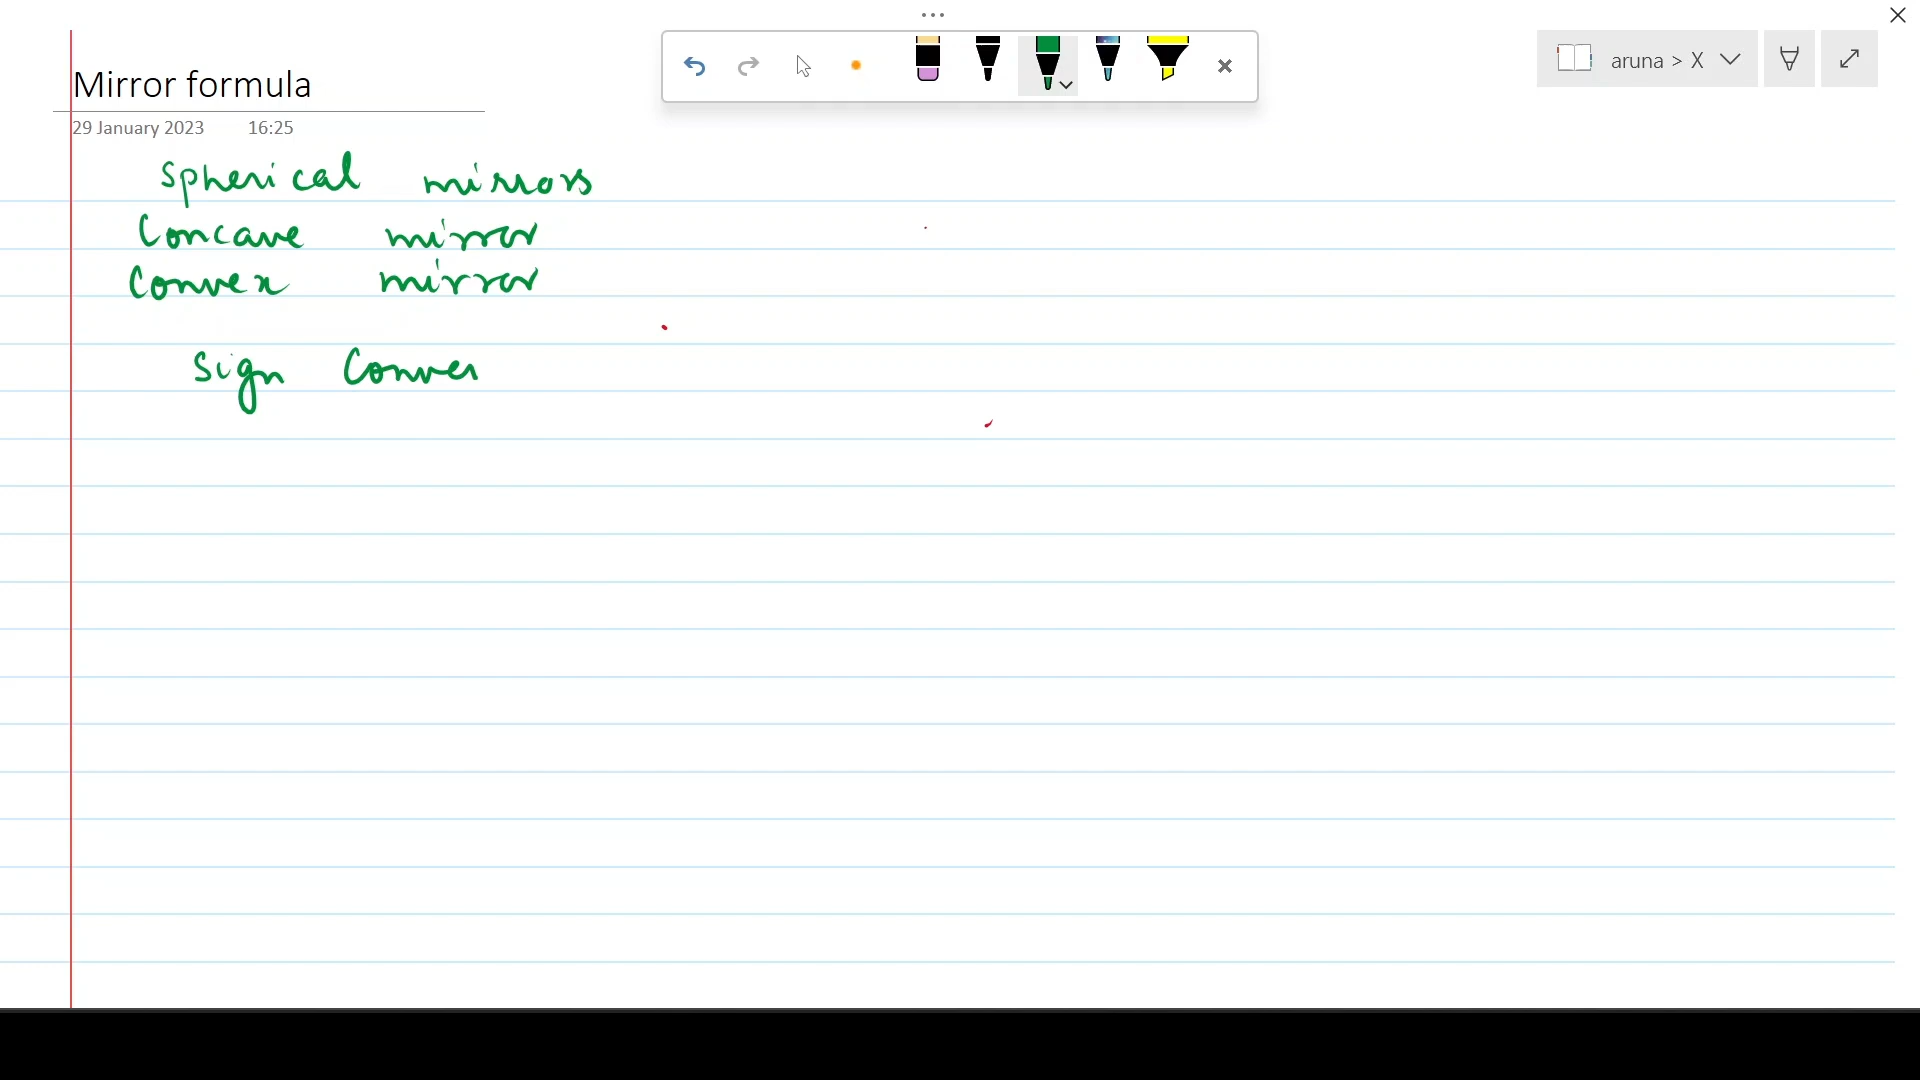 Mirror formula
aruna > X
29 January 2023 16:25
Spherical mirrors
Concave mirror
Convex mirror
Sign Conven